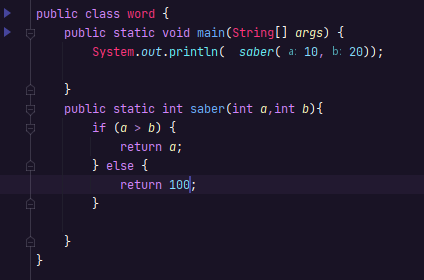 public class word {
public static void main(String[] args) {
System.out.println(  saber( a: 10, b: 20));
}
public static int saber(int a,int b){
if (a > b) {
return a;
} else {
return 100;
}
}
}